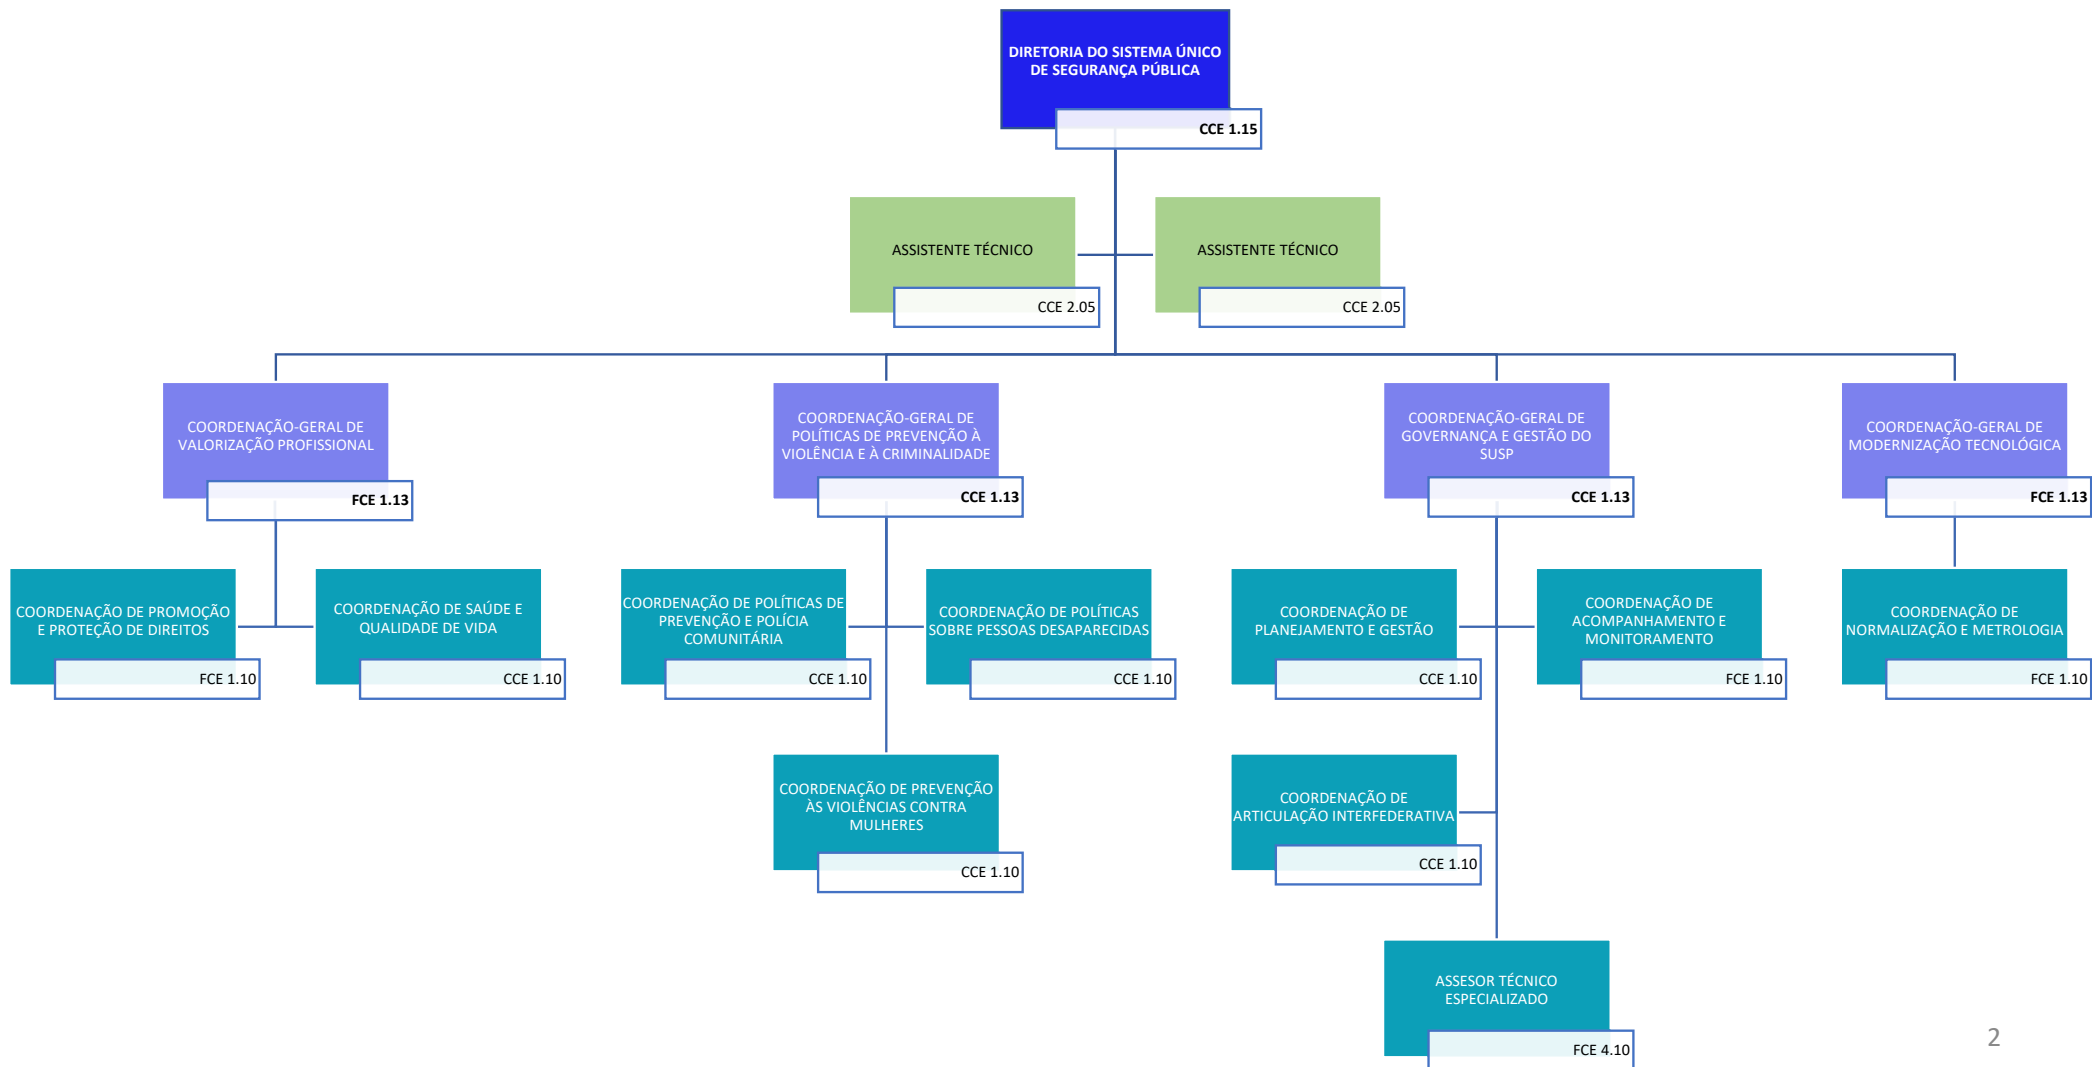 DIRETORIA DO SISTEMA ÚNICO
DE SEGURANÇA PÚBLICA
CCE 1.15
ASSISTENTE TÉCNICO
CCE 2.05
ASSISTENTE TÉCNICO
CCE 2.05
COORDENAÇÃO-GERAL DE
VALORIZAÇÃO PROFISSIONAL
FCE 1.13
COORDENAÇÃO-GERAL DE
POLÍTICAS DE PREVENÇÃO À
VIOLÊNCIA E À CRIMINALIDADE
CCE 1.13
COORDENAÇÃO-GERAL DE
GOVERNANÇA E GESTÃO DO
SUSP
CCE 1.13
COORDENAÇÃO-GERAL DE
MODERNIZAÇÃO TECNOLÓGICA
FCE 1.13
COORDENAÇÃO DE PROMOÇÃO
E PROTEÇÃO DE DIREITOS
FCE 1.10
COORDENAÇÃO DE SAÚDE E
QUALIDADE DE VIDA
CCE 1.10
COORDENAÇÃO DE POLÍTICAS DE
PREVENÇÃO E POLÍCIA
COMUNITÁRIA
CCE 1.10
COORDENAÇÃO DE POLÍTICAS
SOBRE PESSOAS DESAPARECIDAS
CCE 1.10
COORDENAÇÃO DE
PLANEJAMENTO E GESTÃO
CCE 1.10
COORDENAÇÃO DE
ACOMPANHAMENTO E
MONITORAMENTO
FCE 1.10
COORDENAÇÃO DE
NORMALIZAÇÃO E METROLOGIA
FCE 1.10
COORDENAÇÃO DE PREVENÇÃO
ÀS VIOLÊNCIAS CONTRA
MULHERES
CCE 1.10
COORDENAÇÃO DE
ARTICULAÇÃO INTERFEDERATIVA
CCE 1.10
ASSESOR TÉCNICO
ESPECIALIZADO
FCE 4.10
2